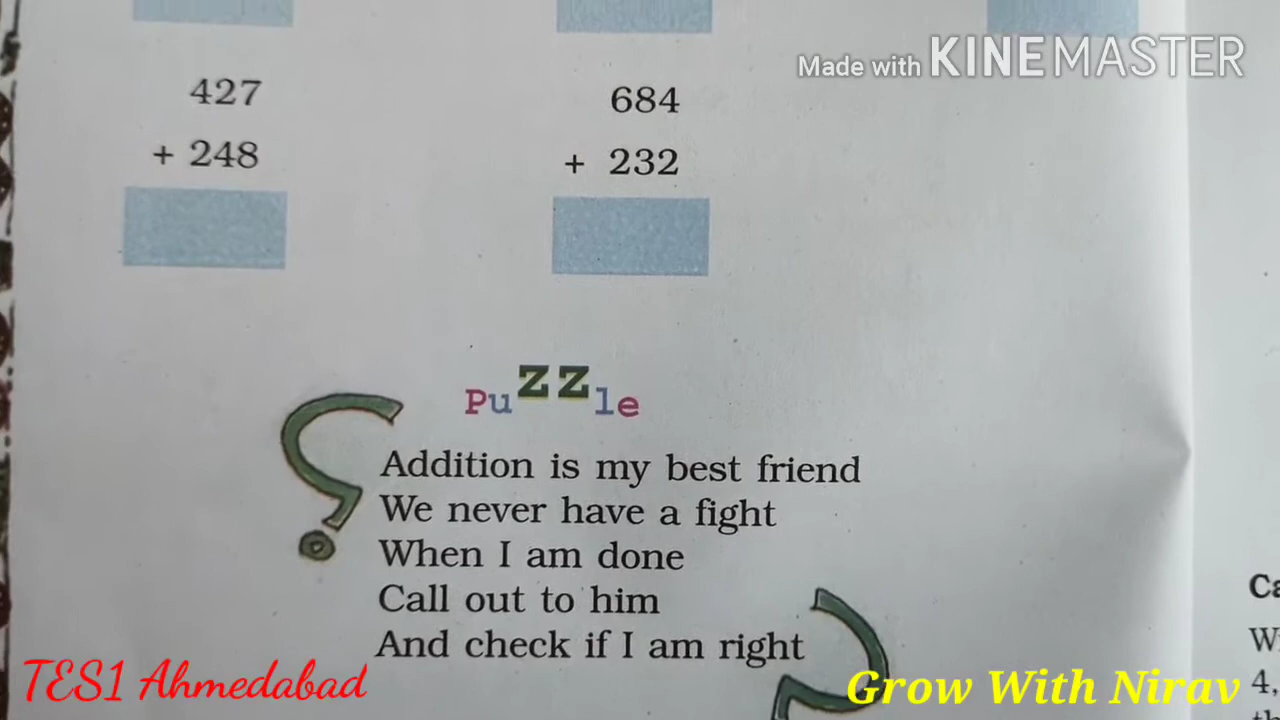 Made with KINEMASTER
427
+ 248
684
+ 232
Puzzle
Addition is my best friend
We never have a fight
When I am done
Call out to him
And check if I am right
4,
TES1 Ahmedabad
Grow With Nirav